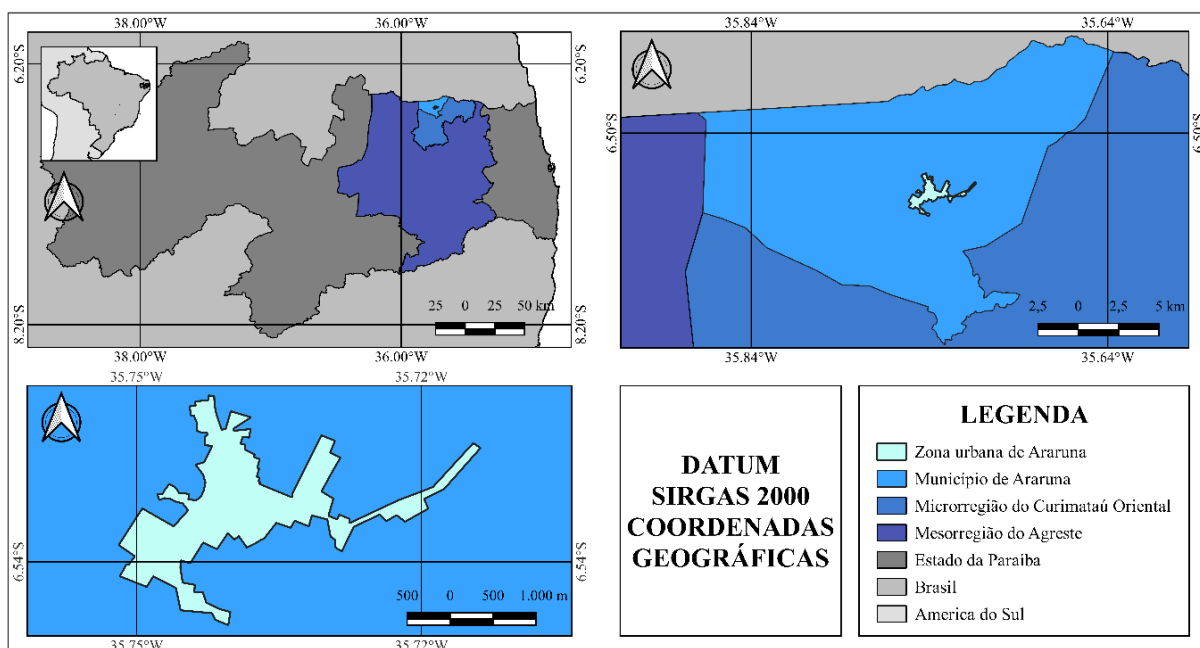 38.00°W 36.00°W
6.20°S 6.20°S
25 0 25 50 km
8.20°S 8.20°S
38.00°W 36.00°W
35.84°W 35.64°W
6.50°S 6.50°S
2,5 0 2,5 5 km
35.84°W 35.64°W
35.75°W 35.72°W
6.54°S 6.54°S
500 0 500 1.000 m
35.75°W 35.72°W
DATUM
SIRGAS 2000
COORDENADAS
GEOGRÁFICAS
LEGENDA
Zona urbana de Araruna
Município de Araruna
Microrregião do Curimataú Oriental
Mesorregião do Agreste
Estado da Paraíba
Brasil
America do Sul